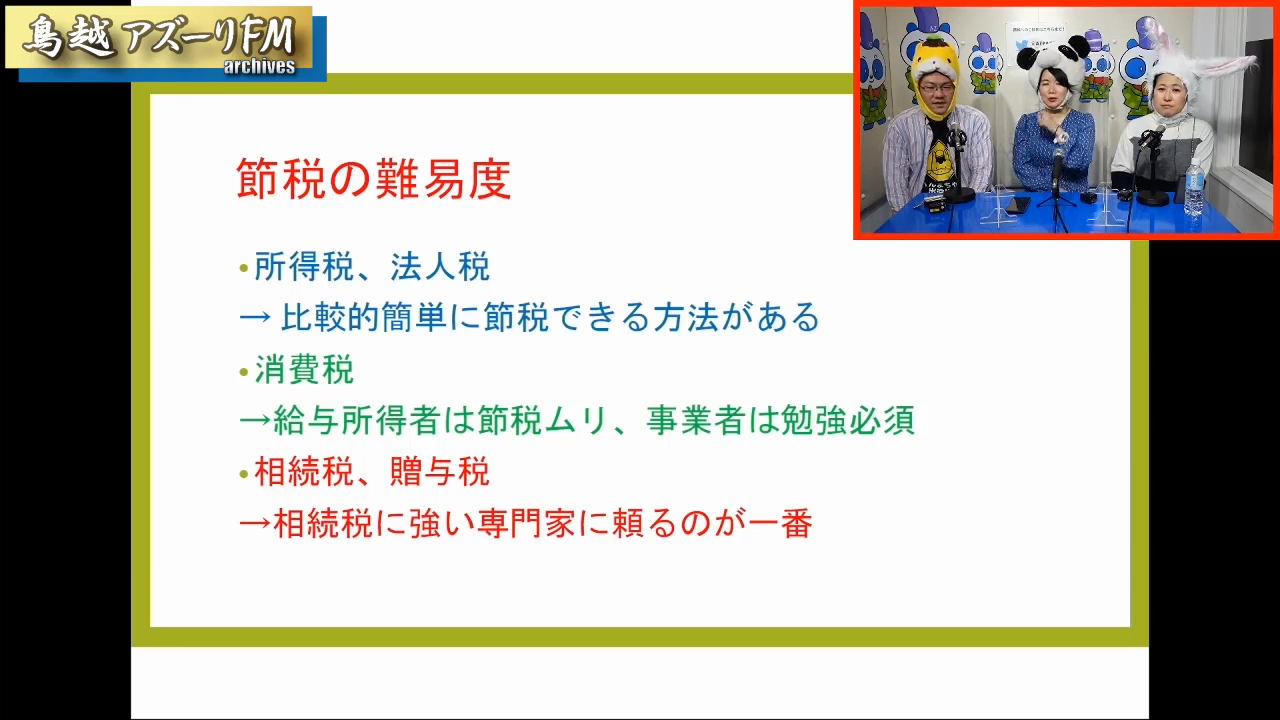 鳥越アズーリFM
archives
節税の難易度
•所得税、法人税
→ 比較的簡単に節税できる方法がある
•消費税
→給与所得者は節税ムリ、事業者は勉強必須
•相続税、贈与税
→相続税に強い専門家に頼るのが一番